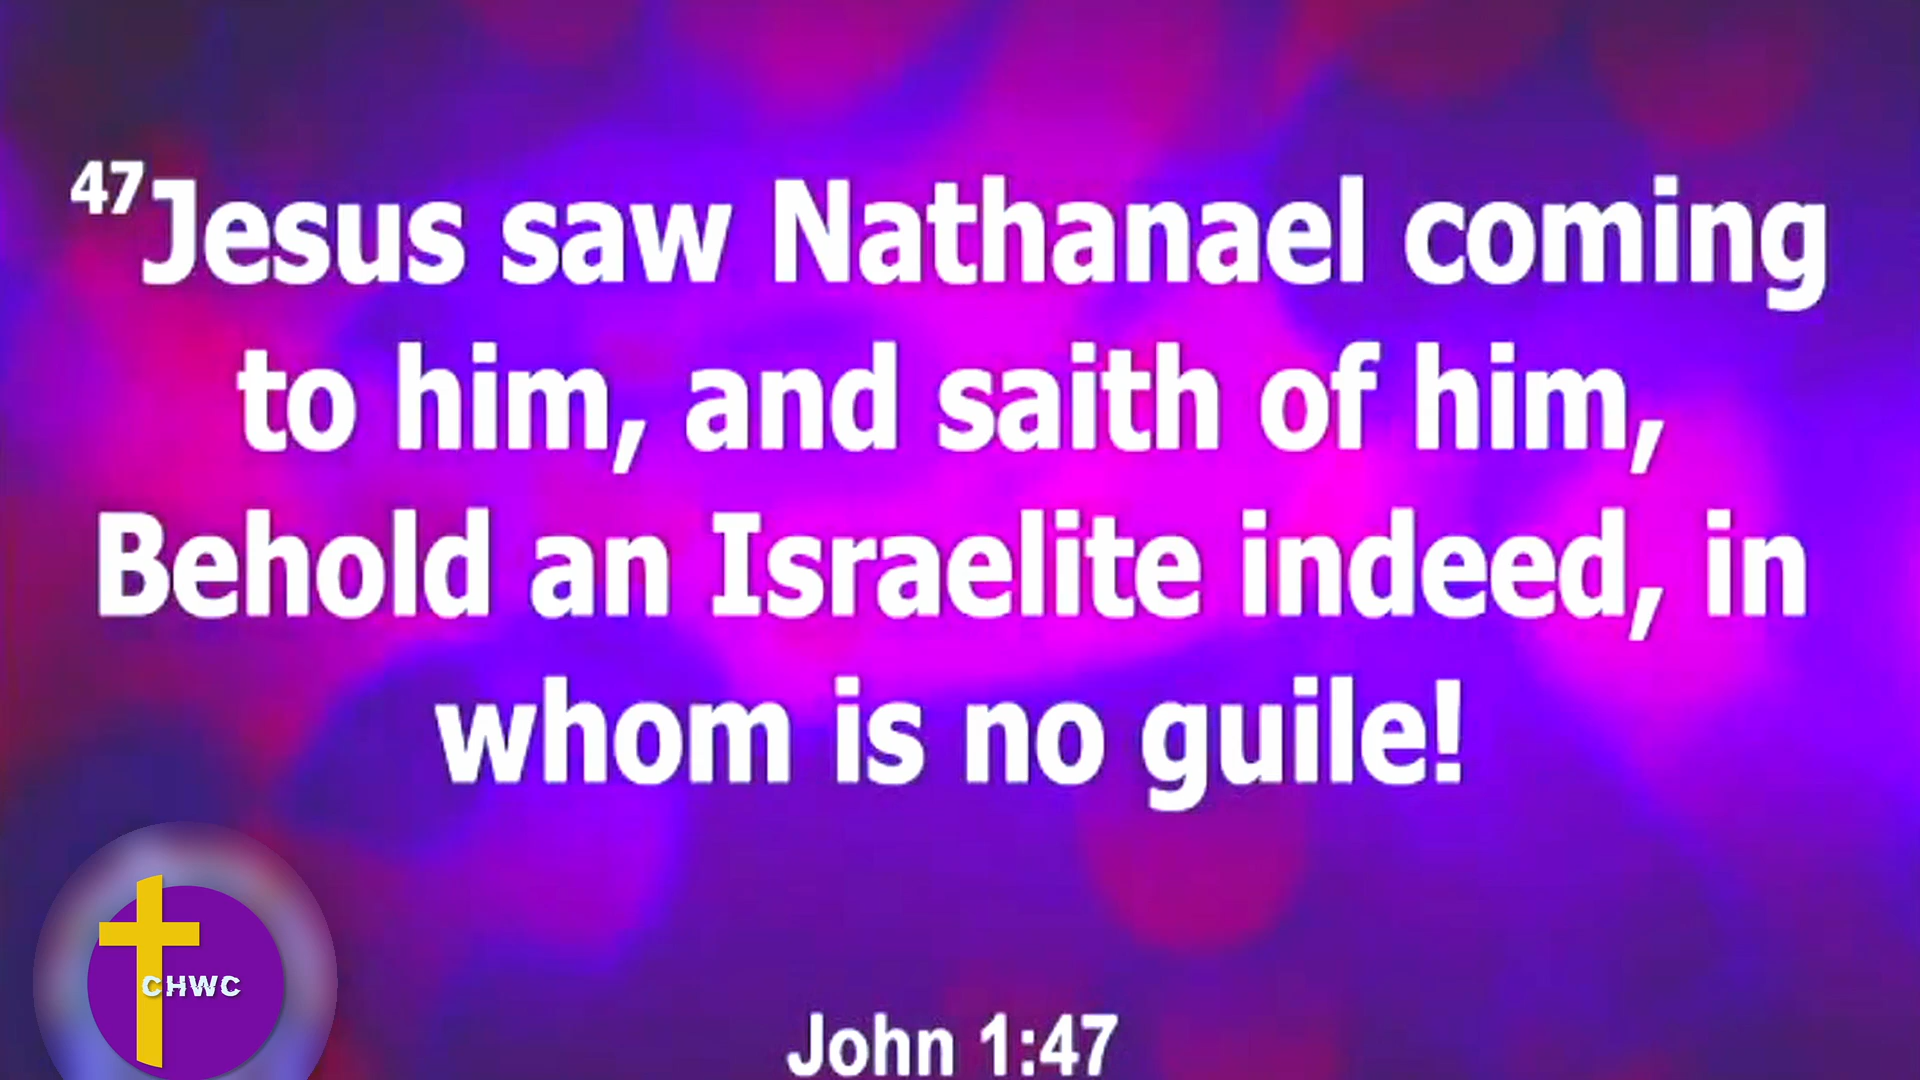 47Jesus saw Nathanael coming
to him, and saith of him,
Behold an Israelite indeed, in
whom is no guile!
CHWC
John 1:47